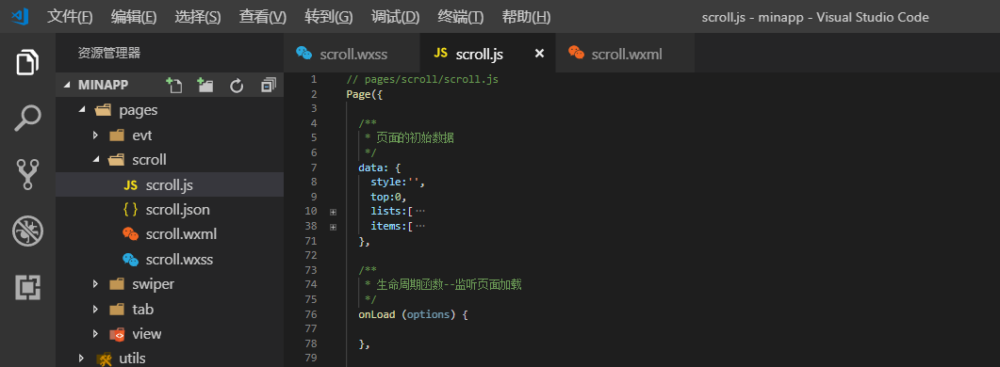 文件(F) 编辑(E) 选择(S) 查看(V) 转到(G) 调试(D) 终端(T) 帮助(H) scroll.js - minapp - Visual Studio Code
资源管理器
MINAPP
pages
evt
scroll
JS scroll.js
{ } scroll.json
scroll.wxml
scroll.wxss
swiper
tab
view
utils
scroll.wxss JS scroll.js × scroll.wxml
1 // pages/scroll/scroll.js
2 Page({
3
4 /**
5 * 页面的初始数据
6 */
7 data: {
8 style:'',
9 top:0,
10 lists:[…
38 items:[…
71 },
72
73 /**
74 * 生命周期函数--监听页面加载
75 */
76 onLoad (options) {
77
78 },
79